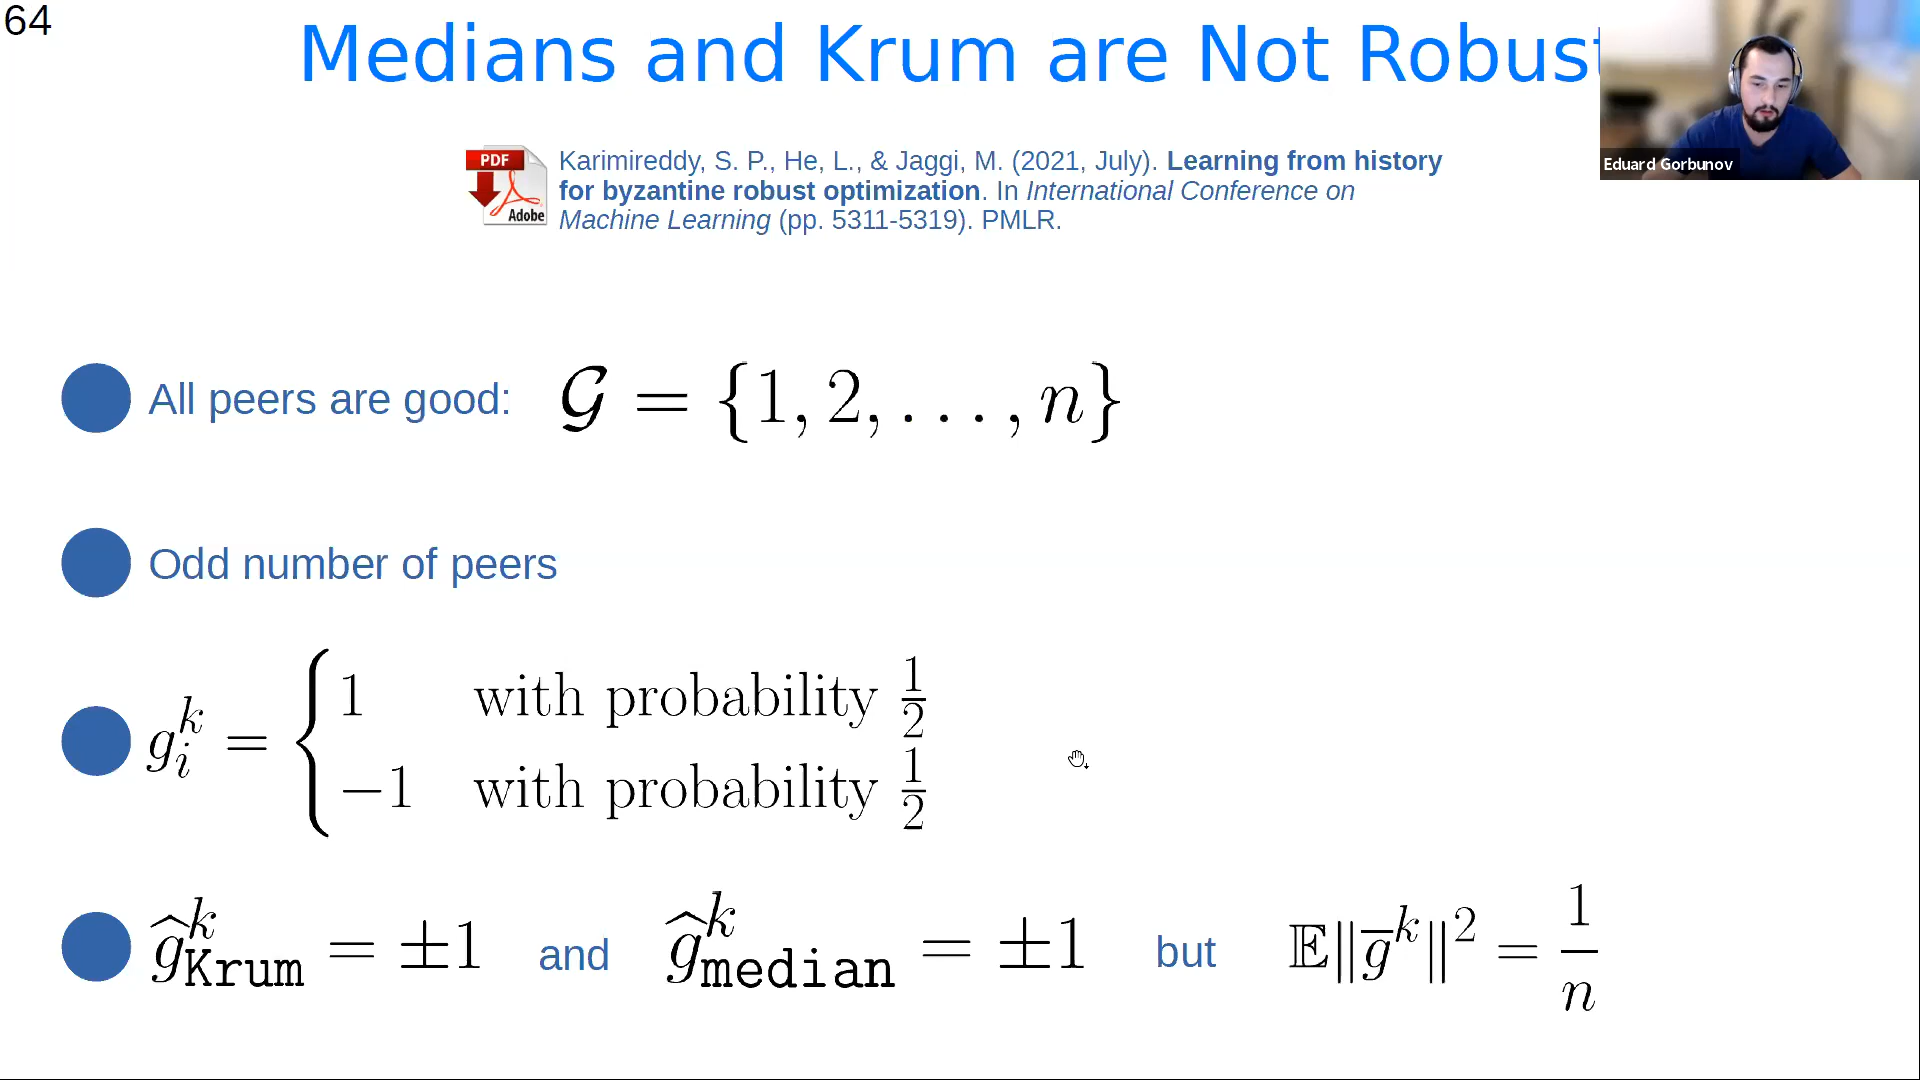 64
Medians and Krum are Not Robust
PDF
Adobe
Karimireddy, S. P., He, L., & Jaggi, M. (2021, July). Learning from history
for byzantine robust optimization. In International Conference on
Machine Learning (pp. 5311-5319). PMLR.
Eduard Gorbunov
All peers are good: 𝒢 = {1, 2, . . . , n}
Odd number of peers
g_i^k = { 1 with probability 1/2
−1 with probability 1/2
ĝ_Krum^k = ±1 and ĝ_median^k = ±1 but 𝔼‖g̅^k‖² = 1/n